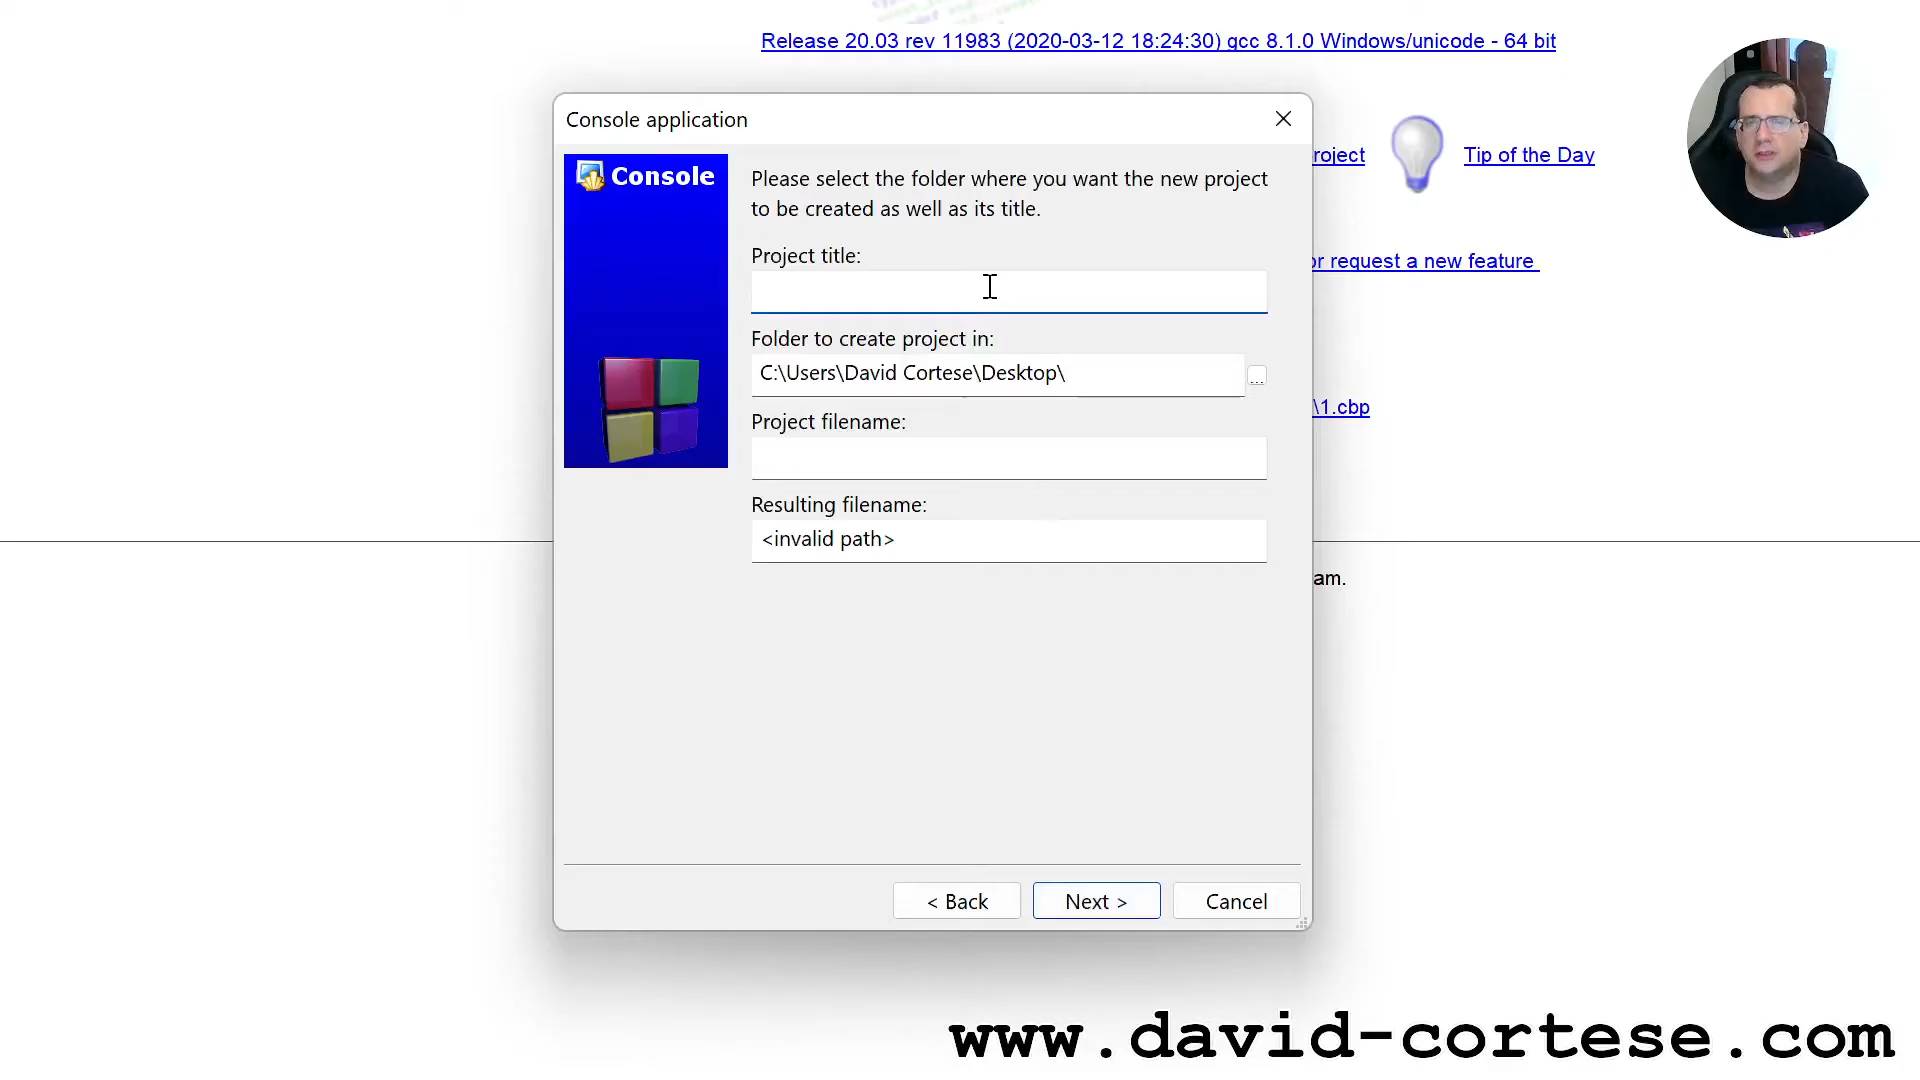 Release 20.03 rev 11983 (2020-03-12 18:24:30) gcc 8.1.0 Windows/unicode - 64 bit
Console application
Console
Please select the folder where you want the new project
to be created as well as its title.
Project title:
Folder to create project in:
C:\Users\David Cortese\Desktop\
...
Project filename:
Resulting filename:
<invalid path>
< Back
Next >
Cancel
roject
Tip of the Day
or request a new feature
\1.cbp
am.
www.david-cortese.com